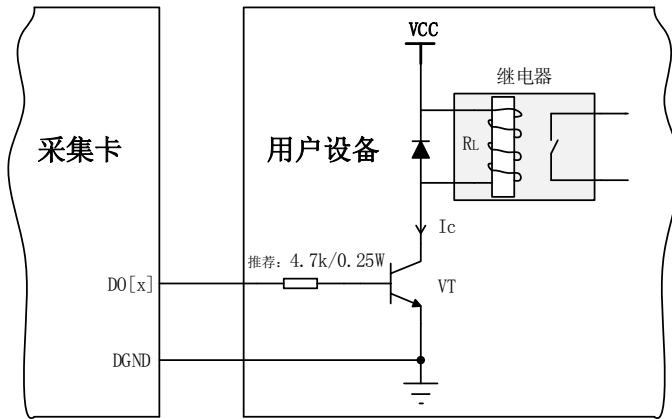 VCC
继电器
采集卡
用户设备
RL
Ic
推荐: 4.7k/0.25W
DO[x]
VT
DGND